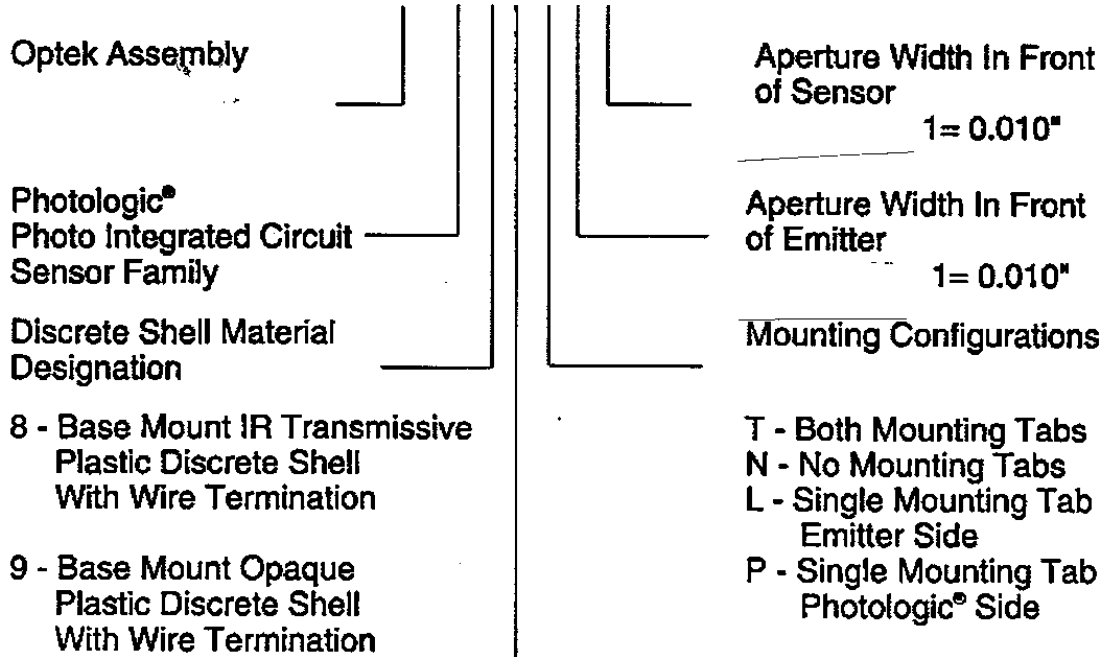 Optek Assembly
Photologic®
Photo Integrated Circuit
Sensor Family
Discrete Shell Material
Designation
8 - Base Mount IR Transmissive
Plastic Discrete Shell
With Wire Termination
9 - Base Mount Opaque
Plastic Discrete Shell
With Wire Termination
Aperture Width In Front
of Sensor
1= 0.010"
Aperture Width In Front
of Emitter
1= 0.010"
Mounting Configurations
T - Both Mounting Tabs
N - No Mounting Tabs
L - Single Mounting Tab
Emitter Side
P - Single Mounting Tab
Photologic® Side